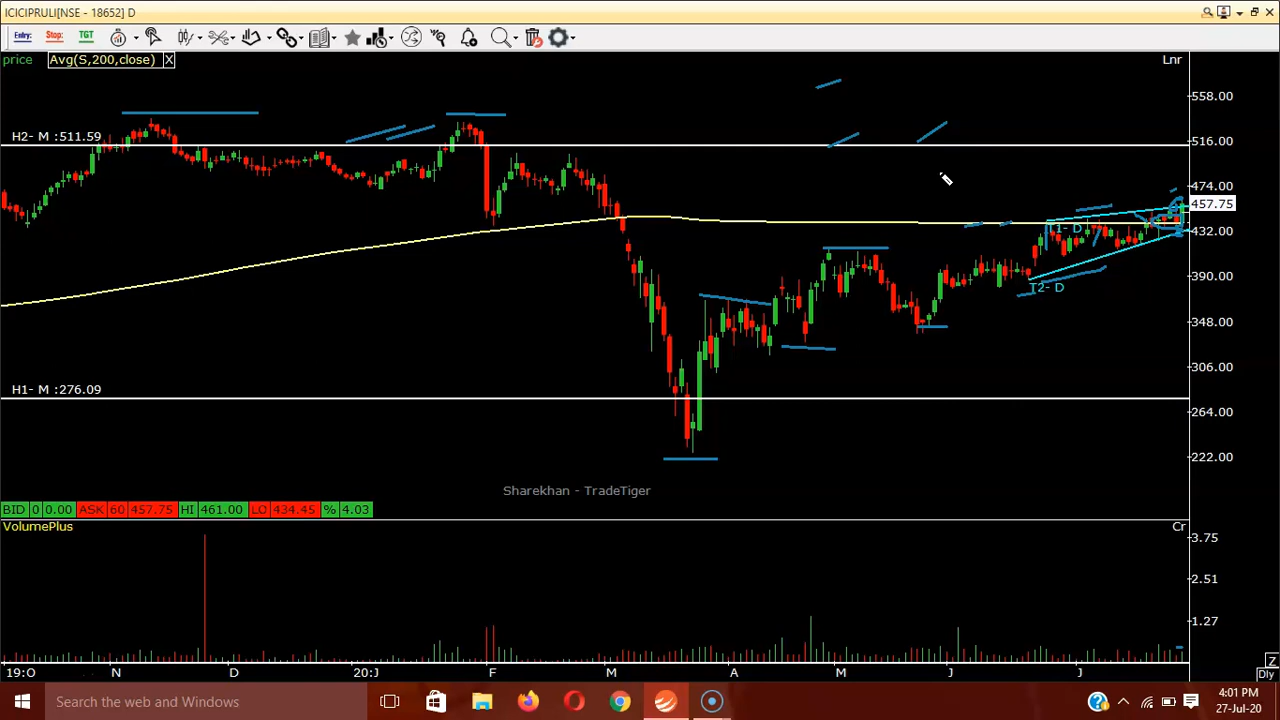 ICICIPRULI[NSE - 18652] D
Entry: Stop: TGT
price Avg(S,200,close) X Lnr
558.00
H2- M :511.59
516.00
474.00
457.75
T1- D
432.00
390.00
T2- D
348.00
306.00
H1- M :276.09
264.00
222.00
Sharekhan - TradeTiger
BID 0 0.00 ASK 60 457.75 HI 461.00 LO 434.45 % 4.03
VolumePlus Cr
3.75
2.51
1.27
19:O N D 20:J F M A M J J Z
Dly
Search the web and Windows
4:01 PM
27-Jul-20